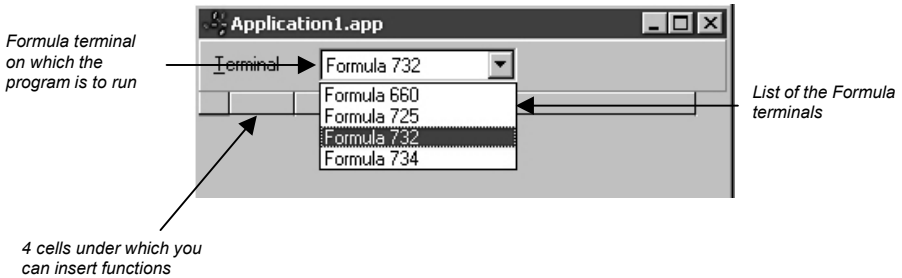 Application1.app
Formula terminal
on which the
program is to run
Terminal
Formula 732
Formula 660
Formula 725
Formula 732
Formula 734
List of the Formula
terminals
4 cells under which you
can insert functions